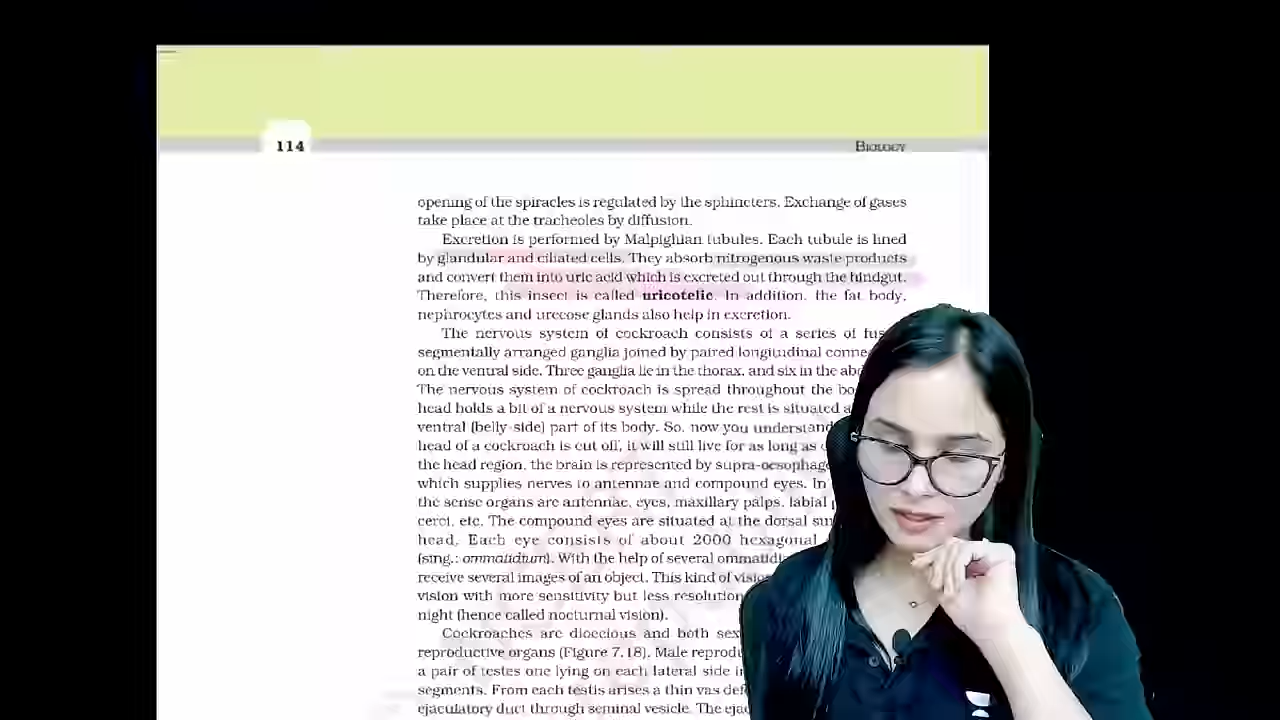 114
BIOLOGY
opening of the spiracles is regulated by the sphincters. Exchange of gases
take place at the tracheoles by diffusion.
Excretion is performed by Malpighian tubules. Each tubule is lined
by glandular and ciliated cells. They absorb nitrogenous waste products
and convert them into uric acid which is excreted out through the hindgut.
Therefore, this insect is called uricotelic. In addition, the fat body,
nephrocytes and urecose glands also help in excretion.
The nervous system of cockroach consists of a series of
segmentally arranged ganglia joined by paired longitudinal
on the ventral side. Three ganglia lie in the thorax, and six in the
The nervous system of cockroach is spread throughout the
head holds a bit of a nervous system while the rest is situated
ventral (belly-side) part of its body. So, now you
head of a cockroach is cut off, it will still live for as long as
the head region, the brain is represented by
which supplies nerves to antennae and compound eyes. In
the sense organs are antennae, eyes, maxillary palps, labial
cerci, etc. The compound eyes are situated at the dorsal
head. Each eye consists of about 2000 hexagonal
(sing.: ommatidium). With the help of several
receive several images of an object. This kind of
vision with more sensitivity but less
night (hence called nocturnal vision).
Cockroaches are dioecious and both
reproductive organs (Figure 7.18). Male
a pair of testes one lying on each lateral side
segments. From each testis arises a thin vas
ejaculatory duct through seminal vesicle. The